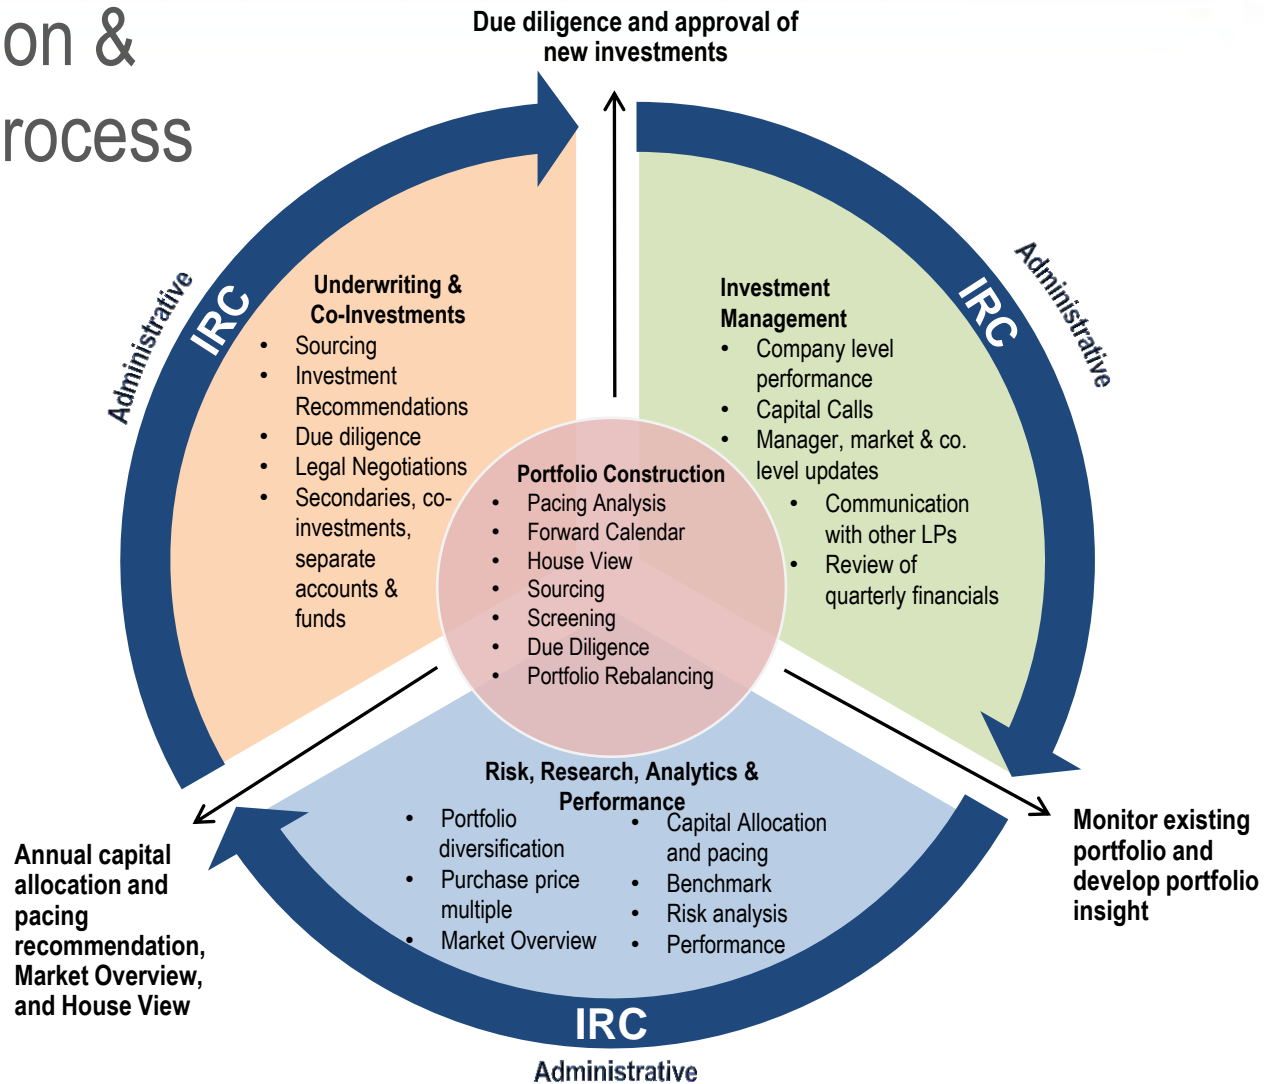 on &
rocess
Due diligence and approval of
new investments
Administrative
IRC
Underwriting &
Co-Investments
• Sourcing
• Investment
Recommendations
• Due diligence
• Legal Negotiations
• Secondaries, co-
investments,
separate
accounts &
funds
Investment
Management
• Company level
performance
• Capital Calls
• Manager, market & co.
level updates
• Communication
with other LPs
• Review of
quarterly financials
IRC
Administrative
Portfolio Construction
• Pacing Analysis
• Forward Calendar
• House View
• Sourcing
• Screening
• Due Diligence
• Portfolio Rebalancing
Risk, Research, Analytics &
Performance
• Portfolio
diversification
• Purchase price
multiple
• Market Overview
• Capital Allocation
and pacing
• Benchmark
• Risk analysis
• Performance
IRC
Administrative
Annual capital
allocation and
pacing
recommendation,
Market Overview,
and House View
Monitor existing
portfolio and
develop portfolio
insight